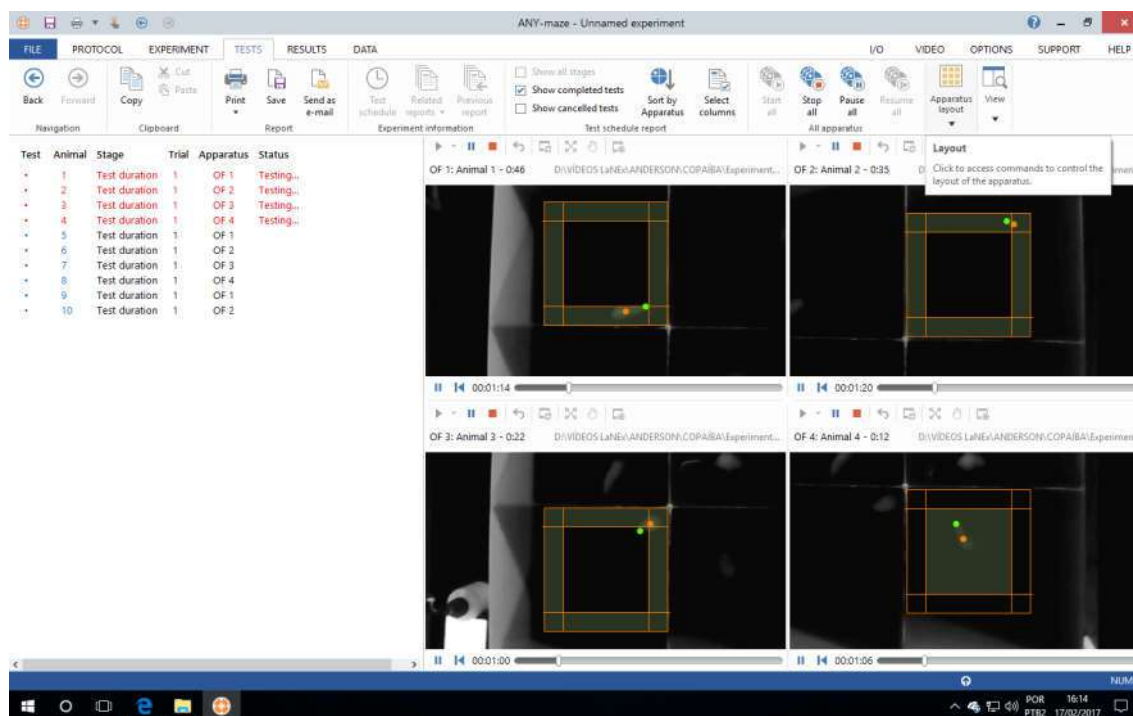 ANY-maze - Unnamed experiment
FILE PROTOCOL EXPERIMENT TESTS RESULTS DATA I/O VIDEO OPTIONS SUPPORT HELP
Back Forward Copy Cut Paste Print Save Send as e-mail Test schedule Related reports Previous report
Show all stages
Show completed tests
Show cancelled tests
Sort by Apparatus Select columns Start all Stop all Pause all Resume all Apparatus layout View
Navigation Clipboard Report Experiment information Test schedule report All apparatus
Layout
Click to access commands to control the layout of the apparatus.
Test Animal Stage Trial Apparatus Status
1 Test duration 1 OF 1 Testing...
2 Test duration 1 OF 2 Testing...
3 Test duration 1 OF 3 Testing...
4 Test duration 1 OF 4 Testing...
5 Test duration 1 OF 1
6 Test duration 1 OF 2
7 Test duration 1 OF 3
8 Test duration 1 OF 4
9 Test duration 1 OF 1
10 Test duration 1 OF 2
OF 1: Animal 1 - 0:46 D:\VÍDEOS LaNEx\ANDERSON\COPAÍBA\Experiment...
OF 2: Animal 2 - 0:35
00:01:14
00:01:20
OF 3: Animal 3 - 0:22 D:\VÍDEOS LaNEx\ANDERSON\COPAÍBA\Experiment...
OF 4: Animal 4 - 0:12 D:\VÍDEOS LaNEx\ANDERSON\COPAÍBA\Experimen
00:01:00
00:01:06
NUM
POR
PTB2
16:14
17/02/2017